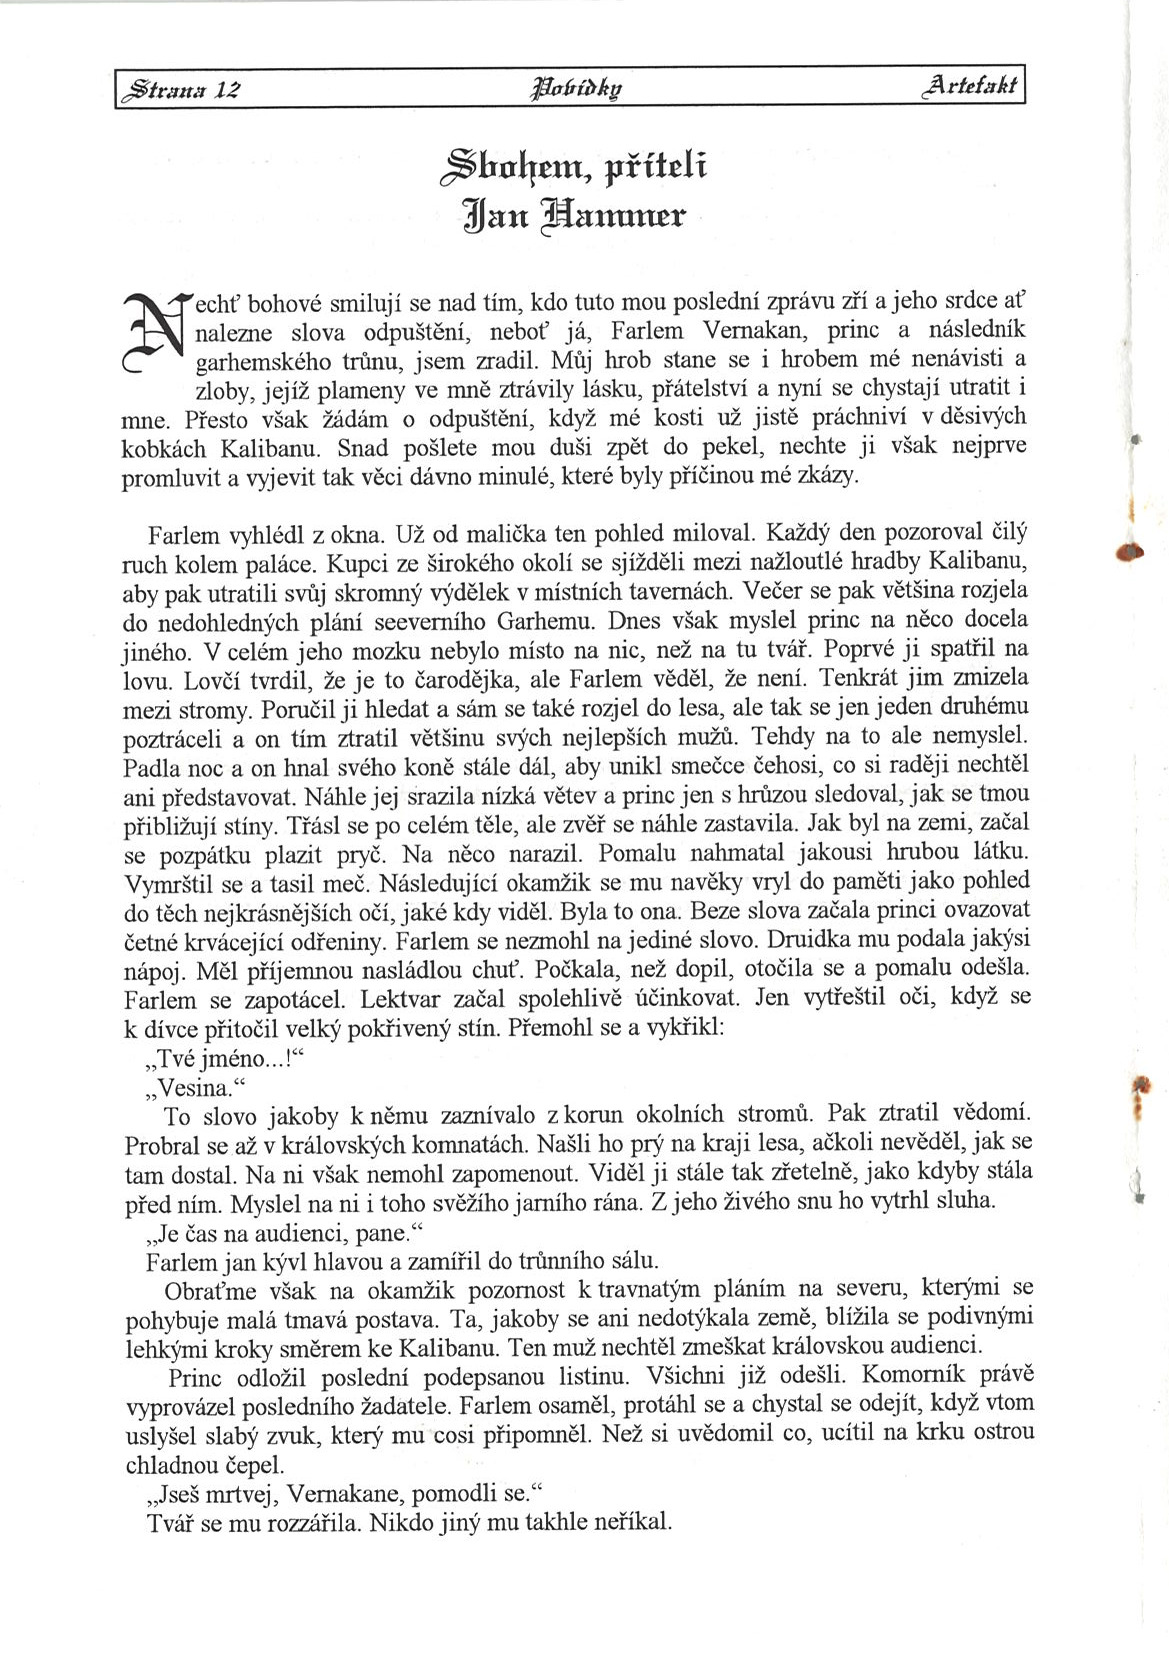 Strana 12 Povídky Artefakt
Sbohem, příteli
Jan Hammer
Nechť bohové smilují se nad tím, kdo tuto mou poslední zprávu zří a jeho srdce ať
nalezne slova odpuštění, neboť já, Farlem Vernakan, princ a následník
garhemského trůnu, jsem zradil. Můj hrob stane se i hrobem mé nenávisti a
zloby, jejíž plameny ve mně ztrávily lásku, přátelství a nyní se chystají utratit i
mne. Přesto však žádám o odpuštění, když mé kosti už jistě práchniví v děsivých
kobkách Kalibanu. Snad pošlete mou duši zpět do pekel, nechte ji však nejprve
promluvit a vyjevit tak věci dávno minulé, které byly příčinou mé zkázy.
Farlem vyhlédl z okna. Už od malička ten pohled miloval. Každý den pozoroval čilý
ruch kolem paláce. Kupci ze širokého okolí se sjížděli mezi nažloutlé hradby Kalibanu,
aby pak utratili svůj skromný výdělek v místních tavernách. Večer se pak většina rozjela
do nedohledných plání seeverního Garhemu. Dnes však myslel princ na něco docela
jiného. V celém jeho mozku nebylo místo na nic, než na tu tvář. Poprvé ji spatřil na
lovu. Lovčí tvrdil, že je to čarodějka, ale Farlem věděl, že není. Tenkrát jim zmizela
mezi stromy. Poručil ji hledat a sám se také rozjel do lesa, ale tak se jen jeden druhému
poztráceli a on tím ztratil většinu svých nejlepších mužů. Tehdy na to ale nemyslel.
Padla noc a on hnal svého koně stále dál, aby unikl smečce čehosi, co si raději nechtěl
ani představovat. Náhle jej srazila nízká větev a princ jen s hrůzou sledoval, jak se tmou
přibližují stíny. Třásl se po celém těle, ale zvěř se náhle zastavila. Jak byl na zemi, začal
se pozpátku plazit pryč. Na něco narazil. Pomalu nahmatal jakousi hrubou látku.
Vymrštil se a tasil meč. Následující okamžik se mu navěky vryl do paměti jako pohled
do těch nejkrásnějších očí, jaké kdy viděl. Byla to ona. Beze slova začala princi ovazovat
četné krvácející odřeniny. Farlem se nezmohl na jediné slovo. Druidka mu podala jakýsi
nápoj. Měl příjemnou nasládlou chuť. Počkala, než dopil, otočila se a pomalu odešla.
Farlem se zapotácel. Lektvar začal spolehlivě účinkovat. Jen vytřeštil oči, když se
k dívce přitočil velký pokřivený stín. Přemohl se a vykřikl:
„Tvé jméno...!“
„Vesina.“
To slovo jakoby k němu zaznívalo z korun okolních stromů. Pak ztratil vědomí.
Probral se až v královských komnatách. Našli ho prý na kraji lesa, ačkoli nevěděl, jak se
tam dostal. Na ni však nemohl zapomenout. Viděl ji stále tak zřetelně, jako kdyby stála
před ním. Myslel na ni i toho svěžího jarního rána. Z jeho živého snu ho vytrhl sluha.
„Je čas na audienci, pane.“
Farlem jan kývl hlavou a zamířil do trůnního sálu.
Obraťme však na okamžik pozornost k travnatým pláním na severu, kterými se
pohybuje malá tmavá postava. Ta, jakoby se ani nedotýkala země, blížila se podivnými
lehkými kroky směrem ke Kalibanu. Ten muž nechtěl zmeškat královskou audienci.
Princ odložil poslední podepsanou listinu. Všichni již odešli. Komorník právě
vyprovázel posledního žadatele. Farlem osaměl, protáhl se a chystal se odejít, když vtom
uslyšel slabý zvuk, který mu cosi připomněl. Než si uvědomil co, ucítil na krku ostrou
chladnou čepel.
„Jseš mrtvej, Vernakane, pomodli se.“
Tvář se mu rozzářila. Nikdo jiný mu takhle neříkal.